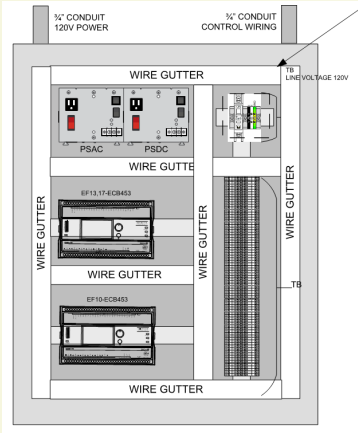 ¾" CONDUIT
120V POWER
¾" CONDUIT
CONTROL WIRING
WIRE GUTTER
TB
LINE VOLTAGE 120V
PSAC
PSDC
WIRE GUTTE
EF13,17-ECB453
WIRE GUTTER
WIRE GUTTER
WIRE GUTTER
WIRE GUTTER
TB
EF10-ECB453
WIRE GUTTER